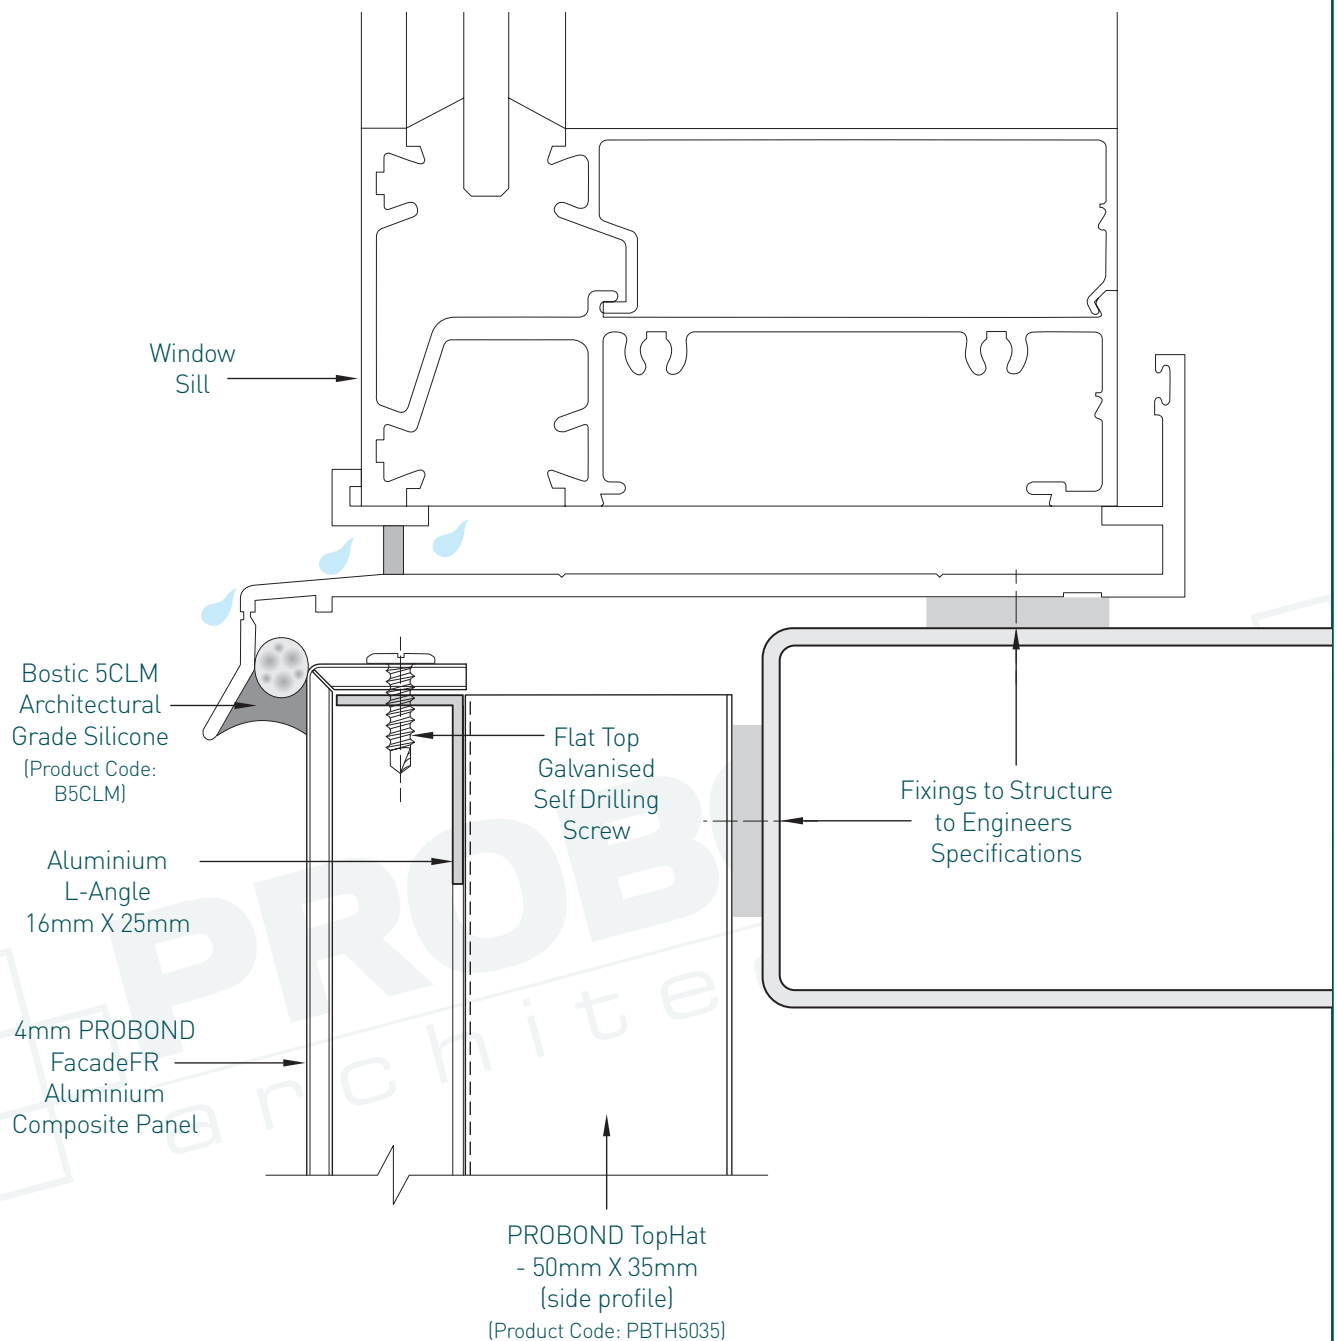 Window
Sill
Bostic 5CLM
Architectural
Grade Silicone
(Product Code:
B5CLM)
Flat Top
Galvanised
Self Drilling
Screw
Fixings to Structure
to Engineers
Specifications
Aluminium
L-Angle
16mm X 25mm
4mm PROBOND
FacadeFR
Aluminium
Composite Panel
PROBOND TopHat
- 50mm X 35mm
(side profile)
(Product Code: PBTH5035)